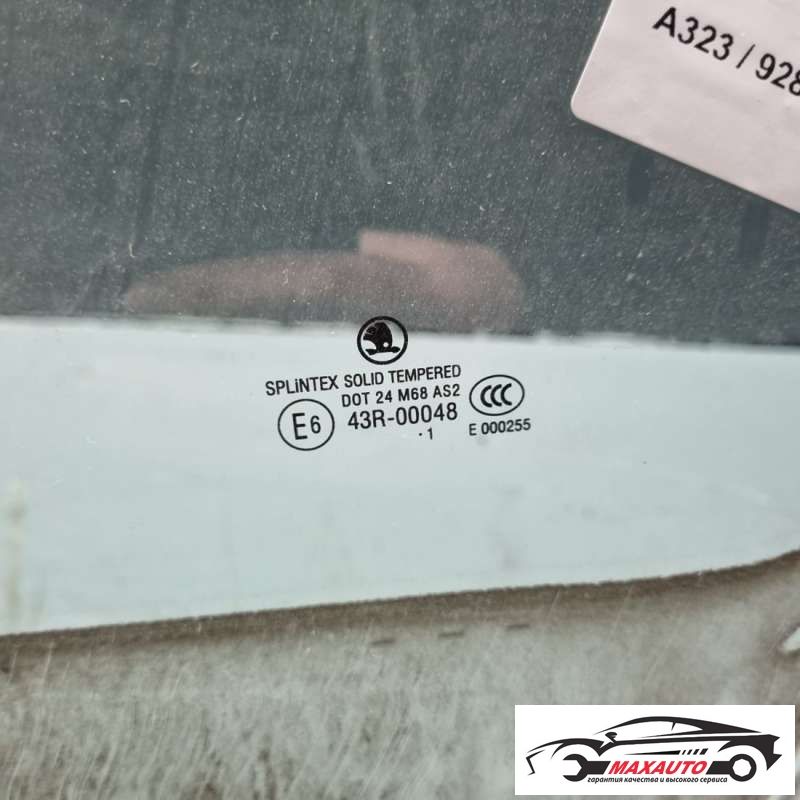 A323 / 928
SPLiNTEX SOLID TEMPERED
DOT 24 M68 AS2
CCC
E6
43R-00048
.1
E 000255
MAXAUTO
гарантия качества и высокого сервиса